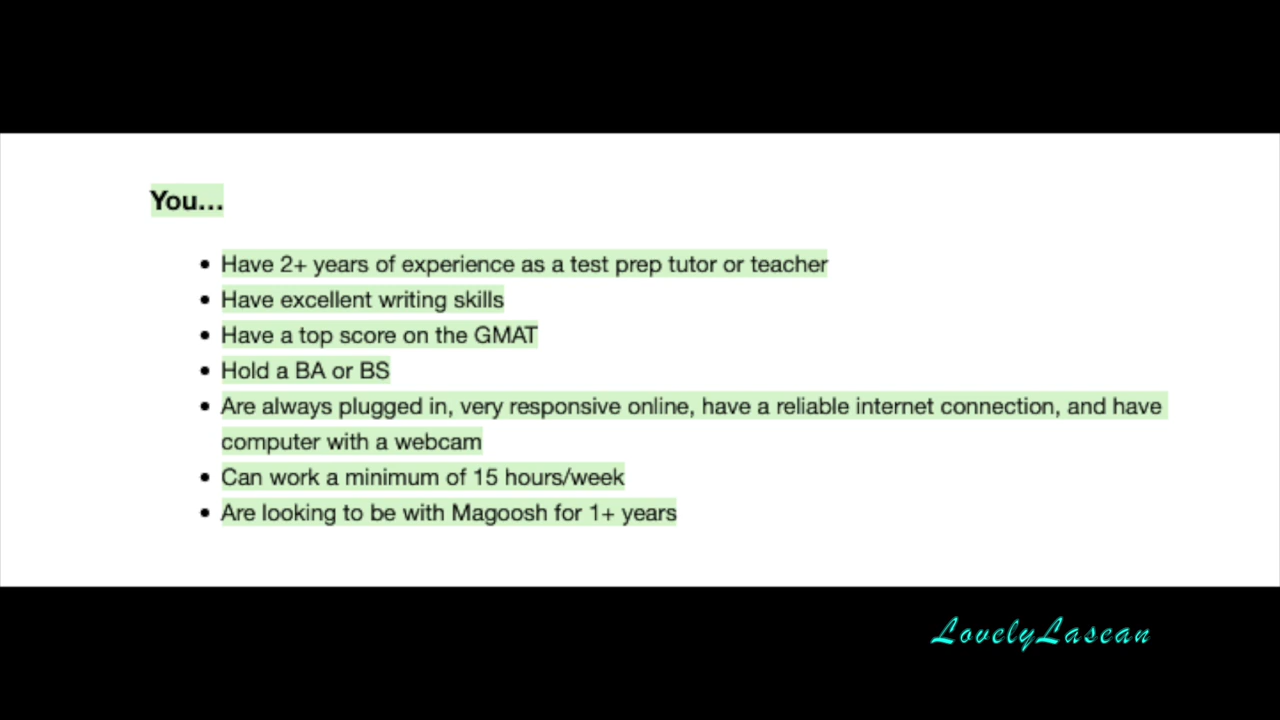 You...
• Have 2+ years of experience as a test prep tutor or teacher
• Have excellent writing skills
• Have a top score on the GMAT
• Hold a BA or BS
• Are always plugged in, very responsive online, have a reliable internet connection, and have
computer with a webcam
• Can work a minimum of 15 hours/week
• Are looking to be with Magoosh for 1+ years
LovelyLascan